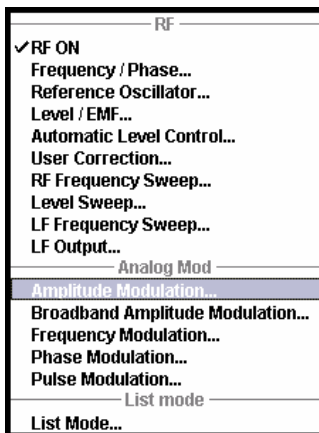 RF
RF ON
Frequency / Phase...
Reference Oscillator...
Level / EMF...
Automatic Level Control...
User Correction...
RF Frequency Sweep...
Level Sweep...
LF Frequency Sweep...
LF Output...
Analog Mod
Amplitude Modulation...
Broadband Amplitude Modulation...
Frequency Modulation...
Phase Modulation...
Pulse Modulation...
List mode
List Mode...